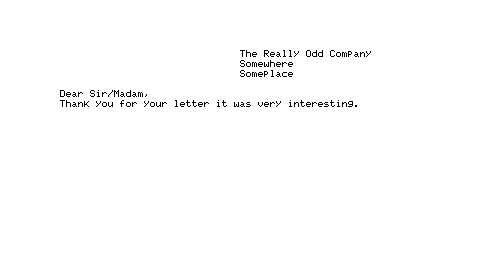 The Really Odd Company
Somewhere
SomePlace
Dear Sir/Madam,
Thank you for your letter it was very interesting.